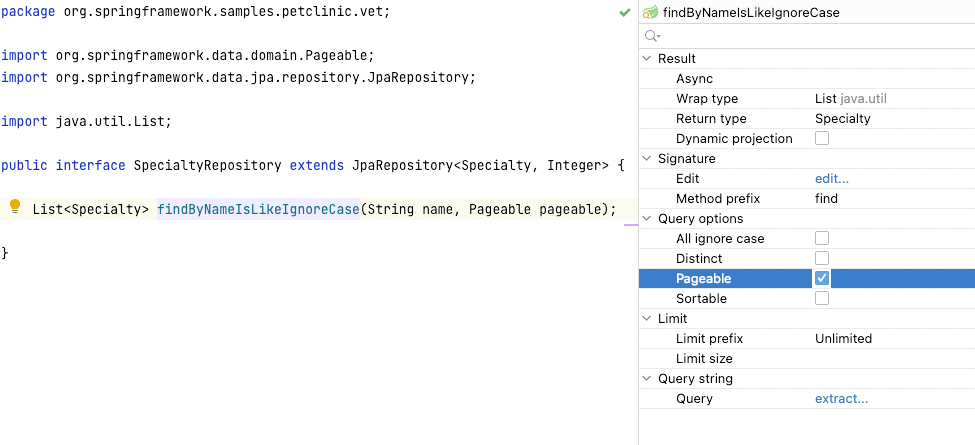 package org.springframework.samples.petclinic.vet;
import org.springframework.data.domain.Pageable;
import org.springframework.data.jpa.repository.JpaRepository;
import java.util.List;
public interface SpecialtyRepository extends JpaRepository<Specialty, Integer> {
List<Specialty> findByNameIsLikeIgnoreCase(String name, Pageable pageable);
}
findByNameIsLikeIgnoreCase
Result
Async
Wrap type List java.util
Return type Specialty
Dynamic projection
Signature
Edit edit...
Method prefix find
Query options
All ignore case
Distinct
Pageable
Sortable
Limit
Limit prefix Unlimited
Limit size
Query string
Query extract...